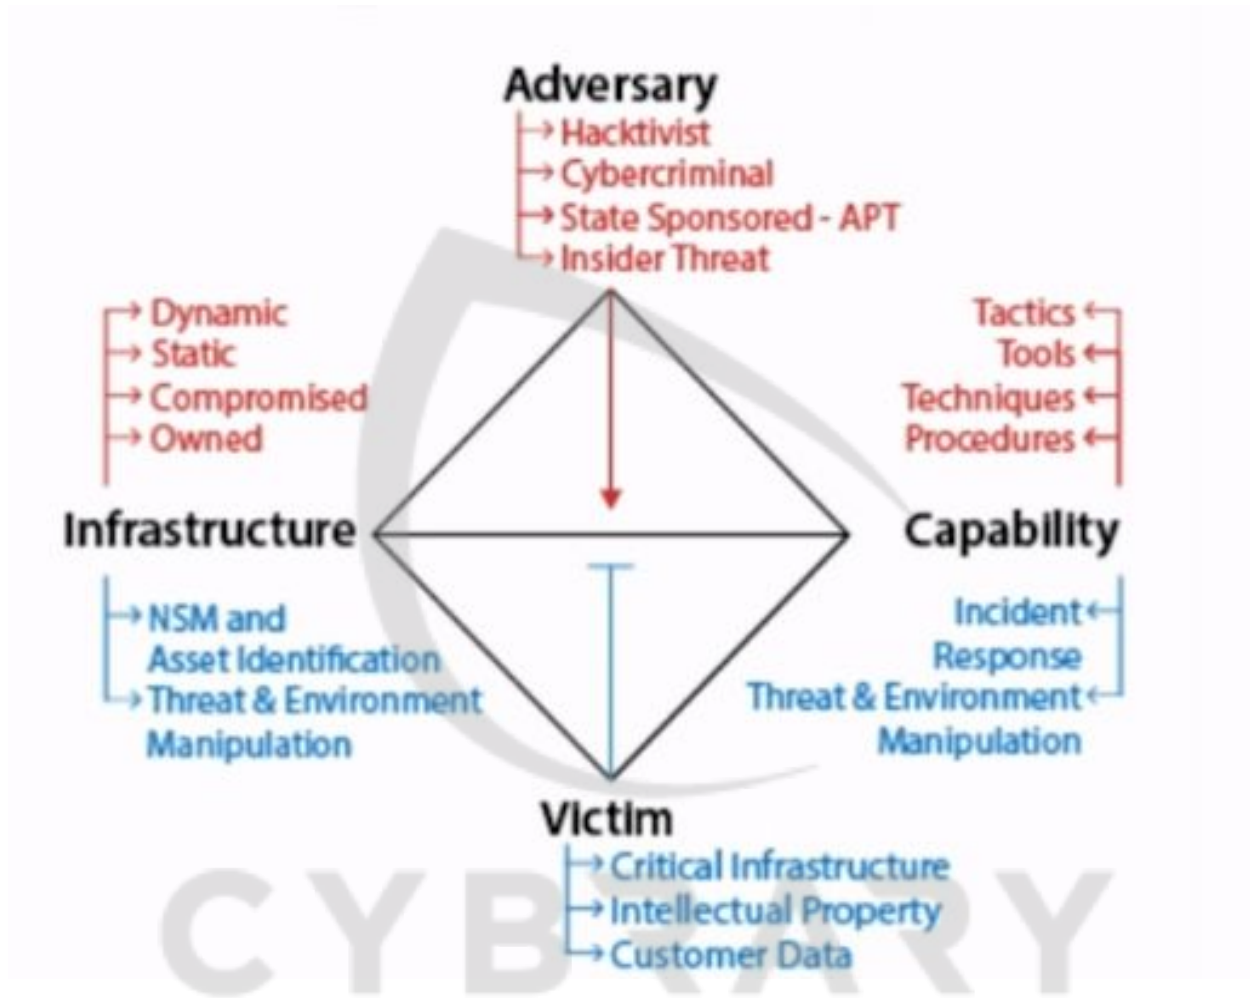 Adversary
Hacktivist
Cybercriminal
State Sponsored - APT
Insider Threat
Dynamic
Static
Compromised
Owned
Tactics
Tools
Techniques
Procedures
Infrastructure
Capability
NSM and
Asset Identification
Threat & Environment
Manipulation
Incident
Response
Threat & Environment
Manipulation
Victim
Critical Infrastructure
Intellectual Property
Customer Data
CYBRARY